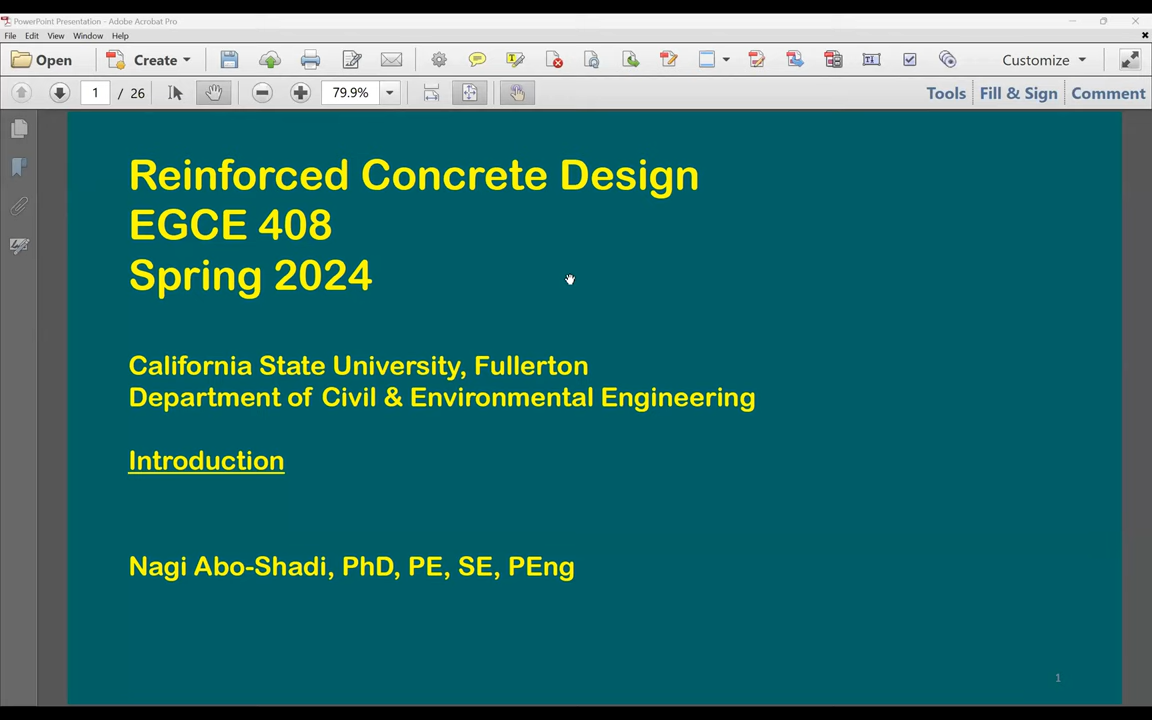 PowerPoint Presentation - Adobe Acrobat Pro
File Edit View Window Help
Open Create Customize
1 / 26 79.9% Tools Fill & Sign Comment
Reinforced Concrete Design
EGCE 408
Spring 2024
California State University, Fullerton
Department of Civil & Environmental Engineering
Introduction
Nagi Abo-Shadi, PhD, PE, SE, PEng
1